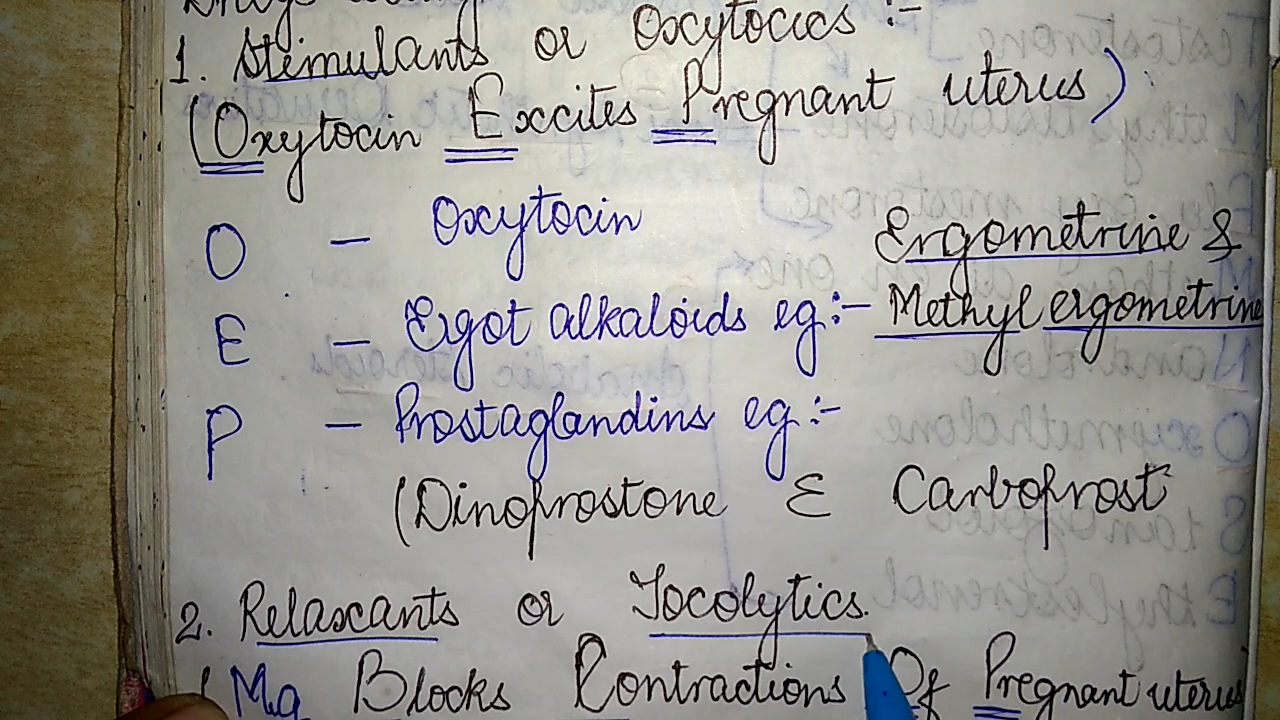 1. Stimulants or Oxytocics :-
(Oxytocin Excites Pregnant uterus)
O - Oxytocin
Ergometrine &
E - Ergot alkaloids eg:- Methyl ergometrine
P - Prostaglandins eg:-
(Dinoprostone & Carboprost
2. Relaxants or Tocolytics.
(Mg Blocks Contractions Of Pregnant uterus